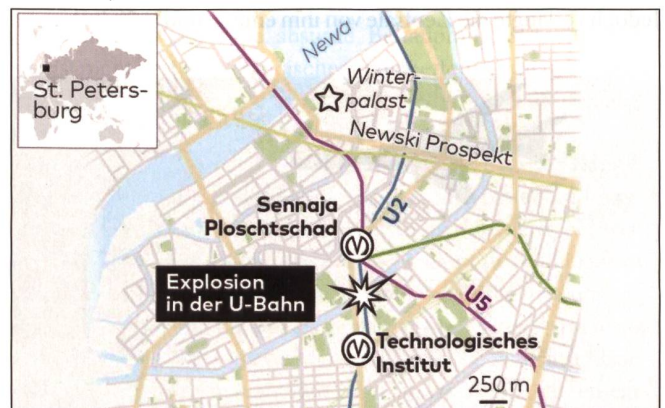 St. Peters-
burg
Newa
Winter-
palast
Newski Prospekt
Sennaja
Ploschtschad
U2
Explosion
in der U-Bahn
U5
Technologisches
Institut
250 m